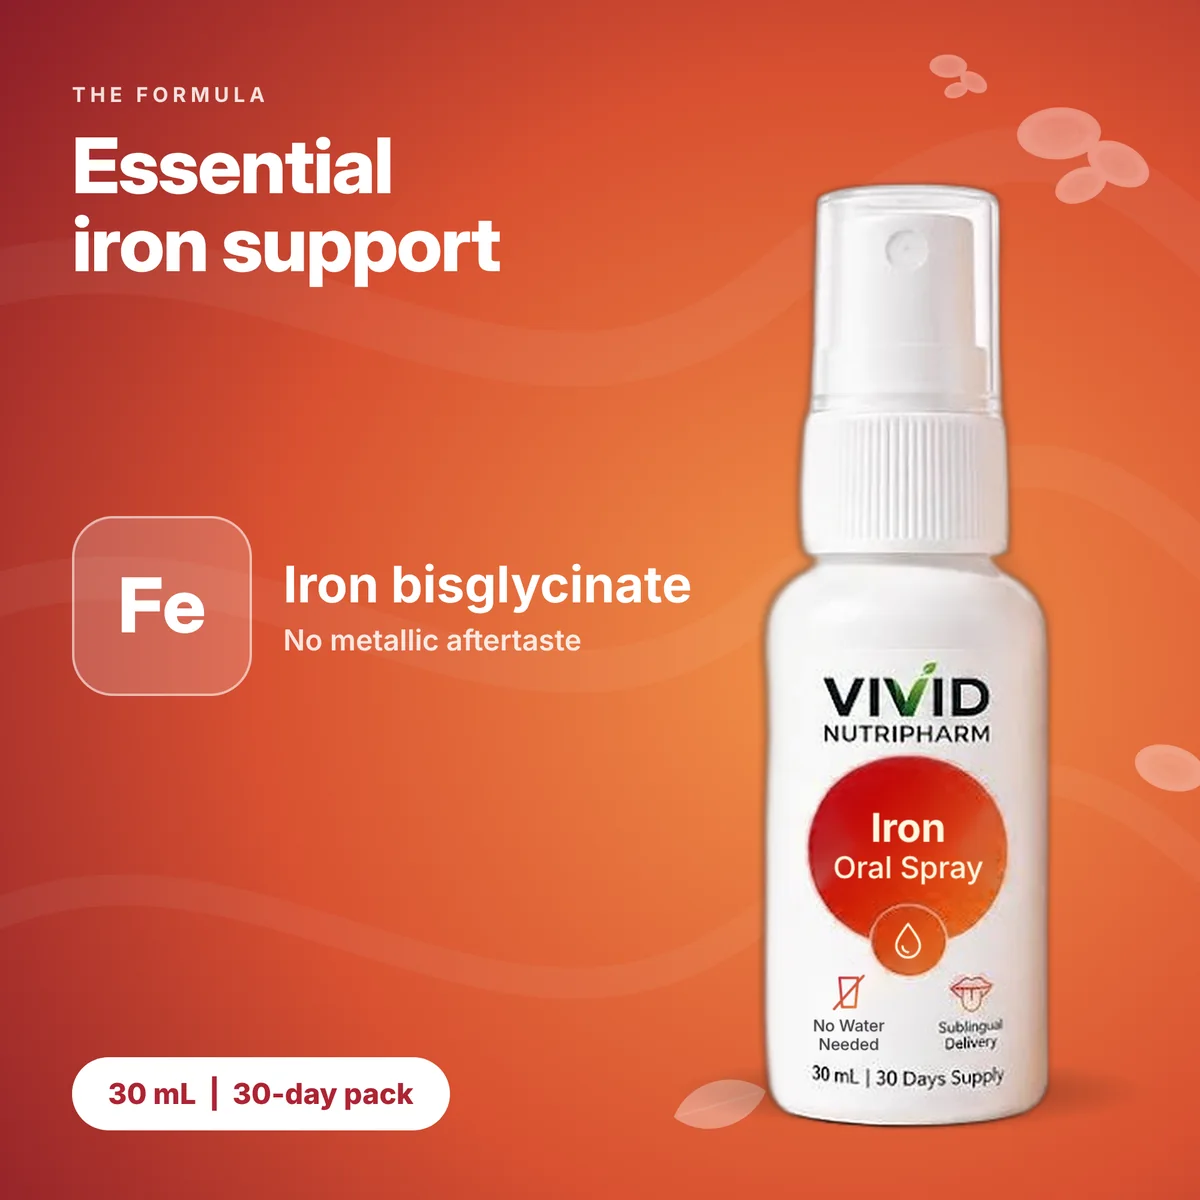 THE FORMULA
Essential
iron support
Fe
Iron bisglycinate
No metallic aftertaste
VIVID
NUTRIPHARM
Iron
Oral Spray
No Water
Needed
Sublingual
Delivery
30 mL | 30 Days Supply
30 mL | 30-day pack